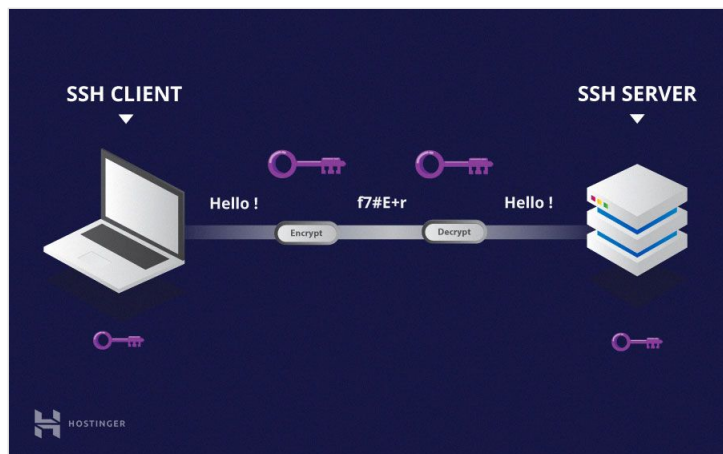 SSH CLIENT
SSH SERVER
Hello !
f7#E+r
Hello !
Encrypt
Decrypt
HOSTINGER